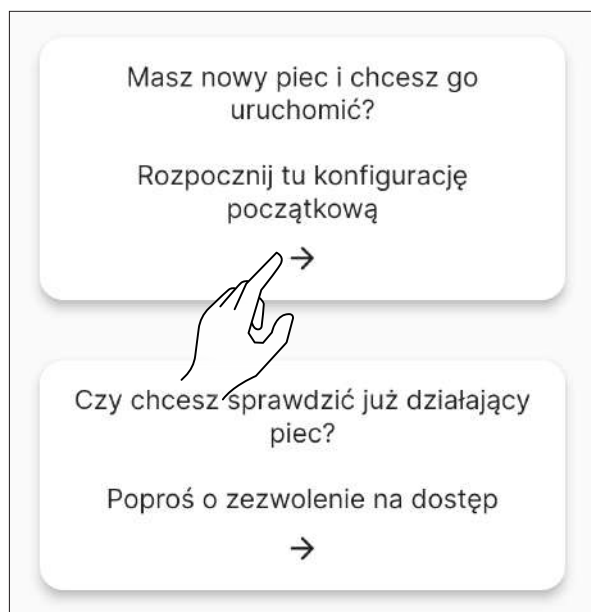 Masz nowy piec i chcesz go
uruchomić?
Rozpocznij tu konfigurację
początkową
→
Czy chcesz sprawdzić już działający
piec?
Poproś o zezwolenie na dostęp
→